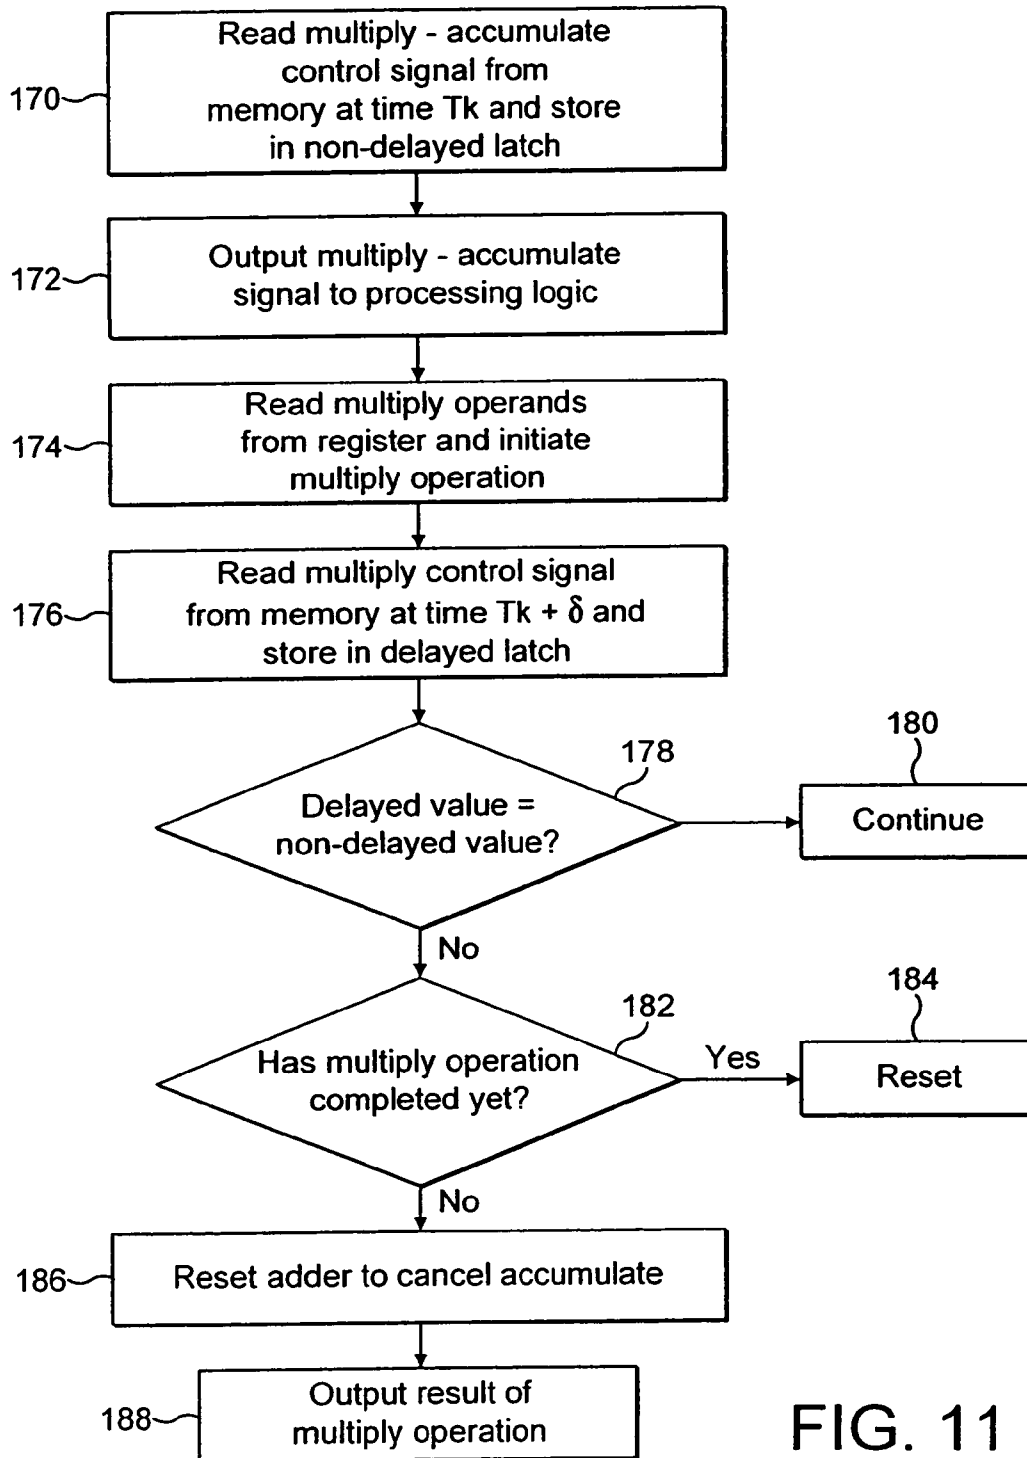 Read multiply - accumulate
control signal from
memory at time Tk and store
in non-delayed latch
170
Output multiply - accumulate
signal to processing logic
172
Read multiply operands
from register and initiate
multiply operation
174
Read multiply control signal
from memory at time Tk + δ and
store in delayed latch
176
Delayed value =
non-delayed value?
178
180
Continue
No
Has multiply operation
completed yet?
182
Yes
184
Reset
No
Reset adder to cancel accumulate
186
Output result of
multiply operation
188
FIG. 11